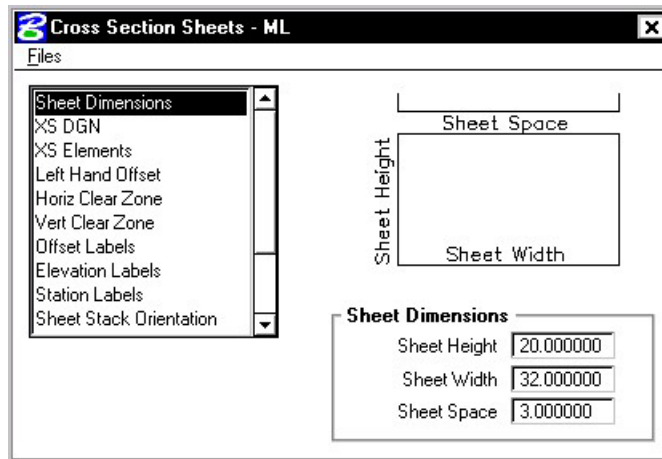 Cross Section Sheets - ML
Files
Sheet Dimensions
XS DGN
XS Elements
Left Hand Offset
Horiz Clear Zone
Vert Clear Zone
Offset Labels
Elevation Labels
Station Labels
Sheet Stack Orientation
Sheet Space
Sheet Height
Sheet Width
Sheet Dimensions
Sheet Height 20.000000
Sheet Width 32.000000
Sheet Space 3.000000